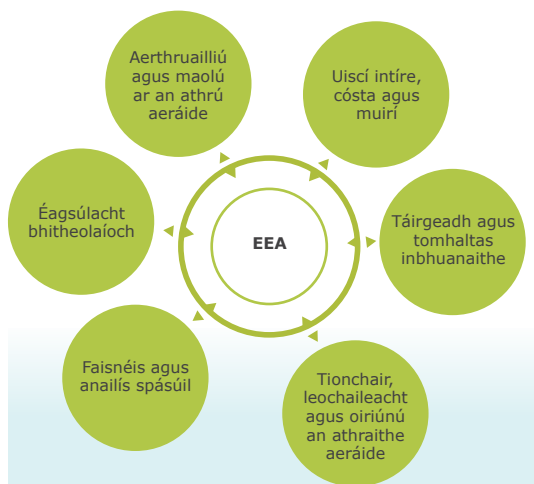 Aerthruailliú
agus maolú
ar an athrú
aeráide
Uiscí intíre,
cósta agus
muirí
Éagsúlacht
bhitheolaíoch
EEA
Táirgeadh agus
tomhaltas
inbhuanaithe
Faisnéis agus
anailís spásúil
Tionchair,
leochaileacht
agus oiriúnú
an athraithe
aeráide